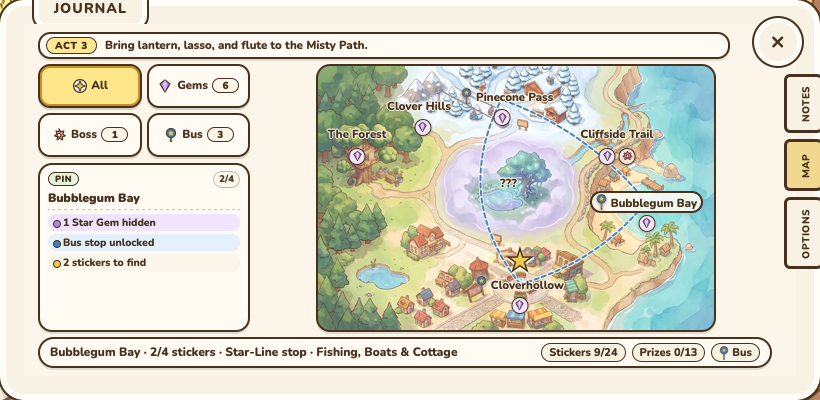 JOURNAL
ACT 3 Bring lantern, lasso, and flute to the Misty Path.
All
Gems 6
Boss 1
Bus 3
PIN 2/4
Bubblegum Bay
1 Star Gem hidden
Bus stop unlocked
2 stickers to find
Pinecone Pass
Clover Hills
The Forest
Cliffside Trail
???
Bubblegum Bay
Cloverhollow
NOTES
MAP
OPTIONS
Bubblegum Bay · 2/4 stickers · Star-Line stop · Fishing, Boats & Cottage
Stickers 9/24
Prizes 0/13
Bus